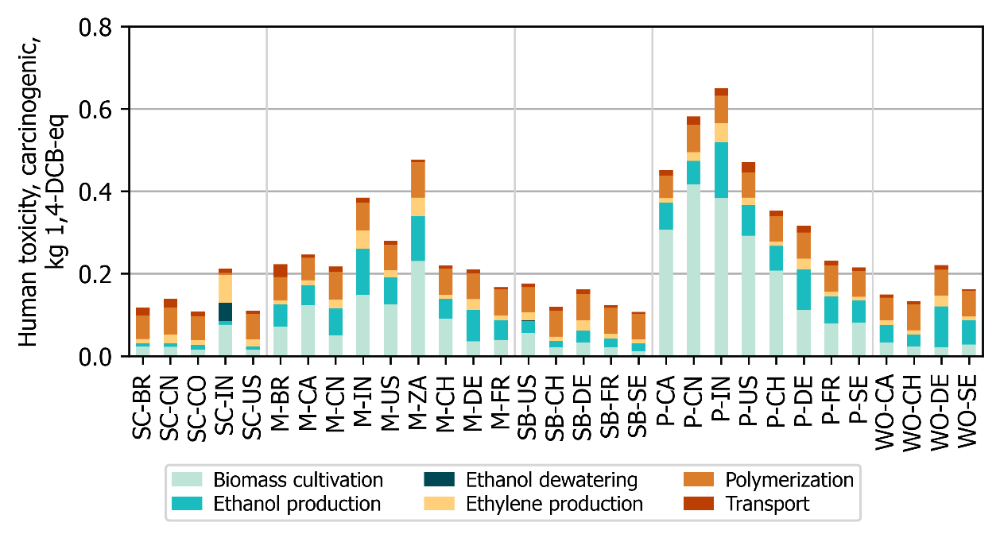 Human toxicity, carcinogenic,
kg 1,4-DCB-eq
0.8
0.6
0.4
0.2
0.0
SC-BR
SC-CN
SC-CO
SC-IN
SC-US
M-BR
M-CA
M-CN
M-IN
M-US
M-ZA
M-CH
M-DE
M-FR
SB-US
SB-CH
SB-DE
SB-FR
SB-SE
P-CA
P-CN
P-IN
P-US
P-CH
P-DE
P-FR
P-SE
WO-CA
WO-CH
WO-DE
WO-SE
Biomass cultivation
Ethanol production
Ethanol dewatering
Ethylene production
Polymerization
Transport